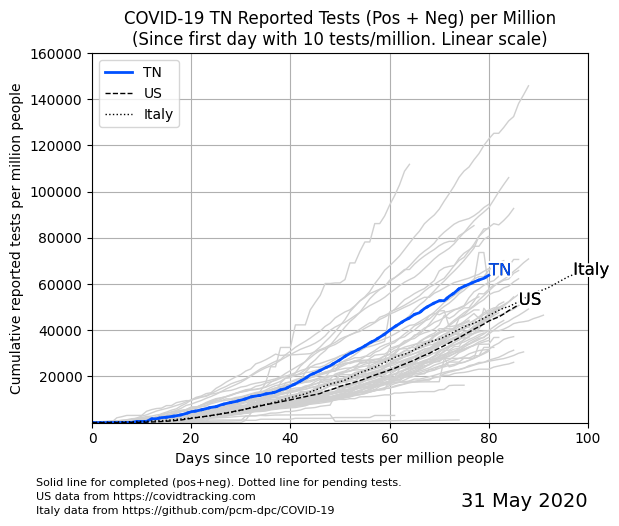 COVID-19 TN Reported Tests (Pos + Neg) per Million
(Since first day with 10 tests/million. Linear scale)
Cumulative reported tests per million people
160000
140000
120000
100000
80000
60000
40000
20000
TN
US
Italy
TN
Italy
US
0
20
40
60
80
100
Days since 10 reported tests per million people
Solid line for completed (pos+neg). Dotted line for pending tests.
US data from https://covidtracking.com
Italy data from https://github.com/pcm-dpc/COVID-19
31 May 2020